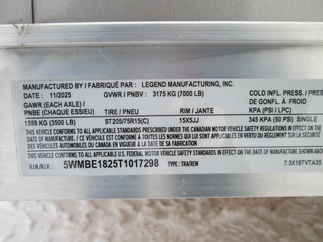 MANUFACTURED BY / FABRIQUÉ PAR : LEGEND MANUFACTURING, INC.
DATE : 11/2025 GVWR / PNBV : 3175 KG (7000 LB) COLD INFL. PRESS. / PRES
GAWR (EACH AXLE) / DE GONFL. À FROID
PNBE (CHAQUE ESSIEU) TIRE / PNEU RIM / JANTE KPA (PSI / LPC)
1588 KG (3500 LB) ST205/75R15(C) 15X5JJ 345 KPA (50 PSI) SINGLE
THIS VEHICLE CONFORMS TO ALL APPLICABLE STANDARDS PRESCRIBED UNDER THE CANADIAN MOTOR VEHICLE SAFETY REGULATIONS
IN EFFECT ON THE DATE OF MANUFACTURE / CE VÉHICULE EST CONFORME À TOUTES LES NORMES QUI LUI SONT APPLICABLES EN VERTU DU RÈGLEMENT SUR LA SÉCURITÉ
DES VÉHICULES AUTOMOBILES DU CANADA EN VIGUEUR À LA DATE DE SA FABRICATION
THIS VEHICLE CONFORMS TO ALL APPLICABLE U.S. FEDERAL MOTOR VEHICLE SAFETY STANDARDS IN EFFECT ON THE DATE OF MANUFACTURE SHOWN ABOVE
V.I.N./N.I.V.: 5WMBE1825T1017298 TYPE: TRA/REM 7.0X18TVTA35